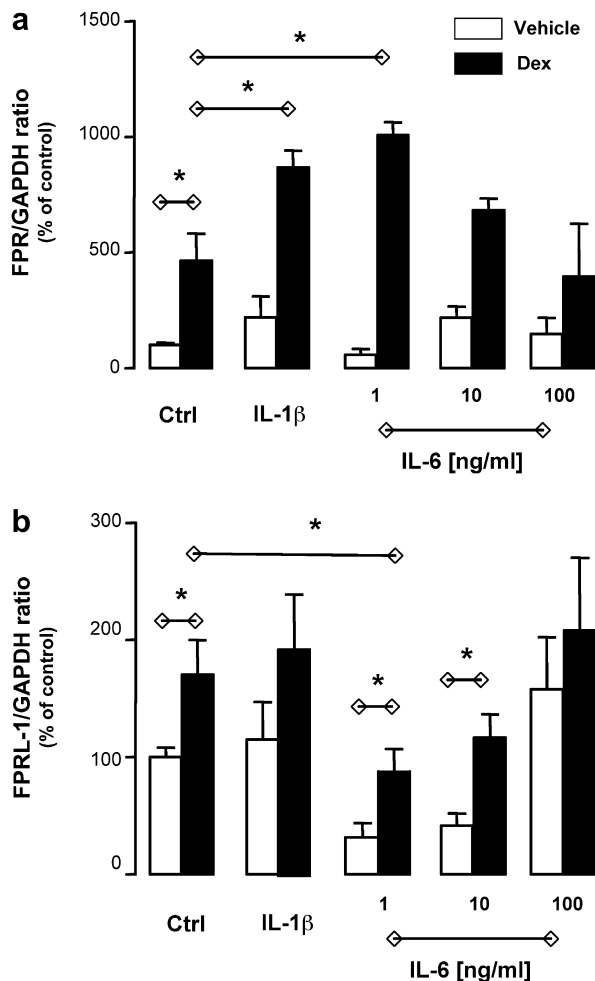 a
1500
*
Vehicle
Dex
*
1000
*
500
0
FPR/GAPDH ratio
(% of control)
Ctrl
IL-1β
1
10
100
IL-6 [ng/ml]
b
300
*
*
200
*
*
100
0
FPRL-1/GAPDH ratio
(% of control)
Ctrl
IL-1β
1
10
100
IL-6 [ng/ml]